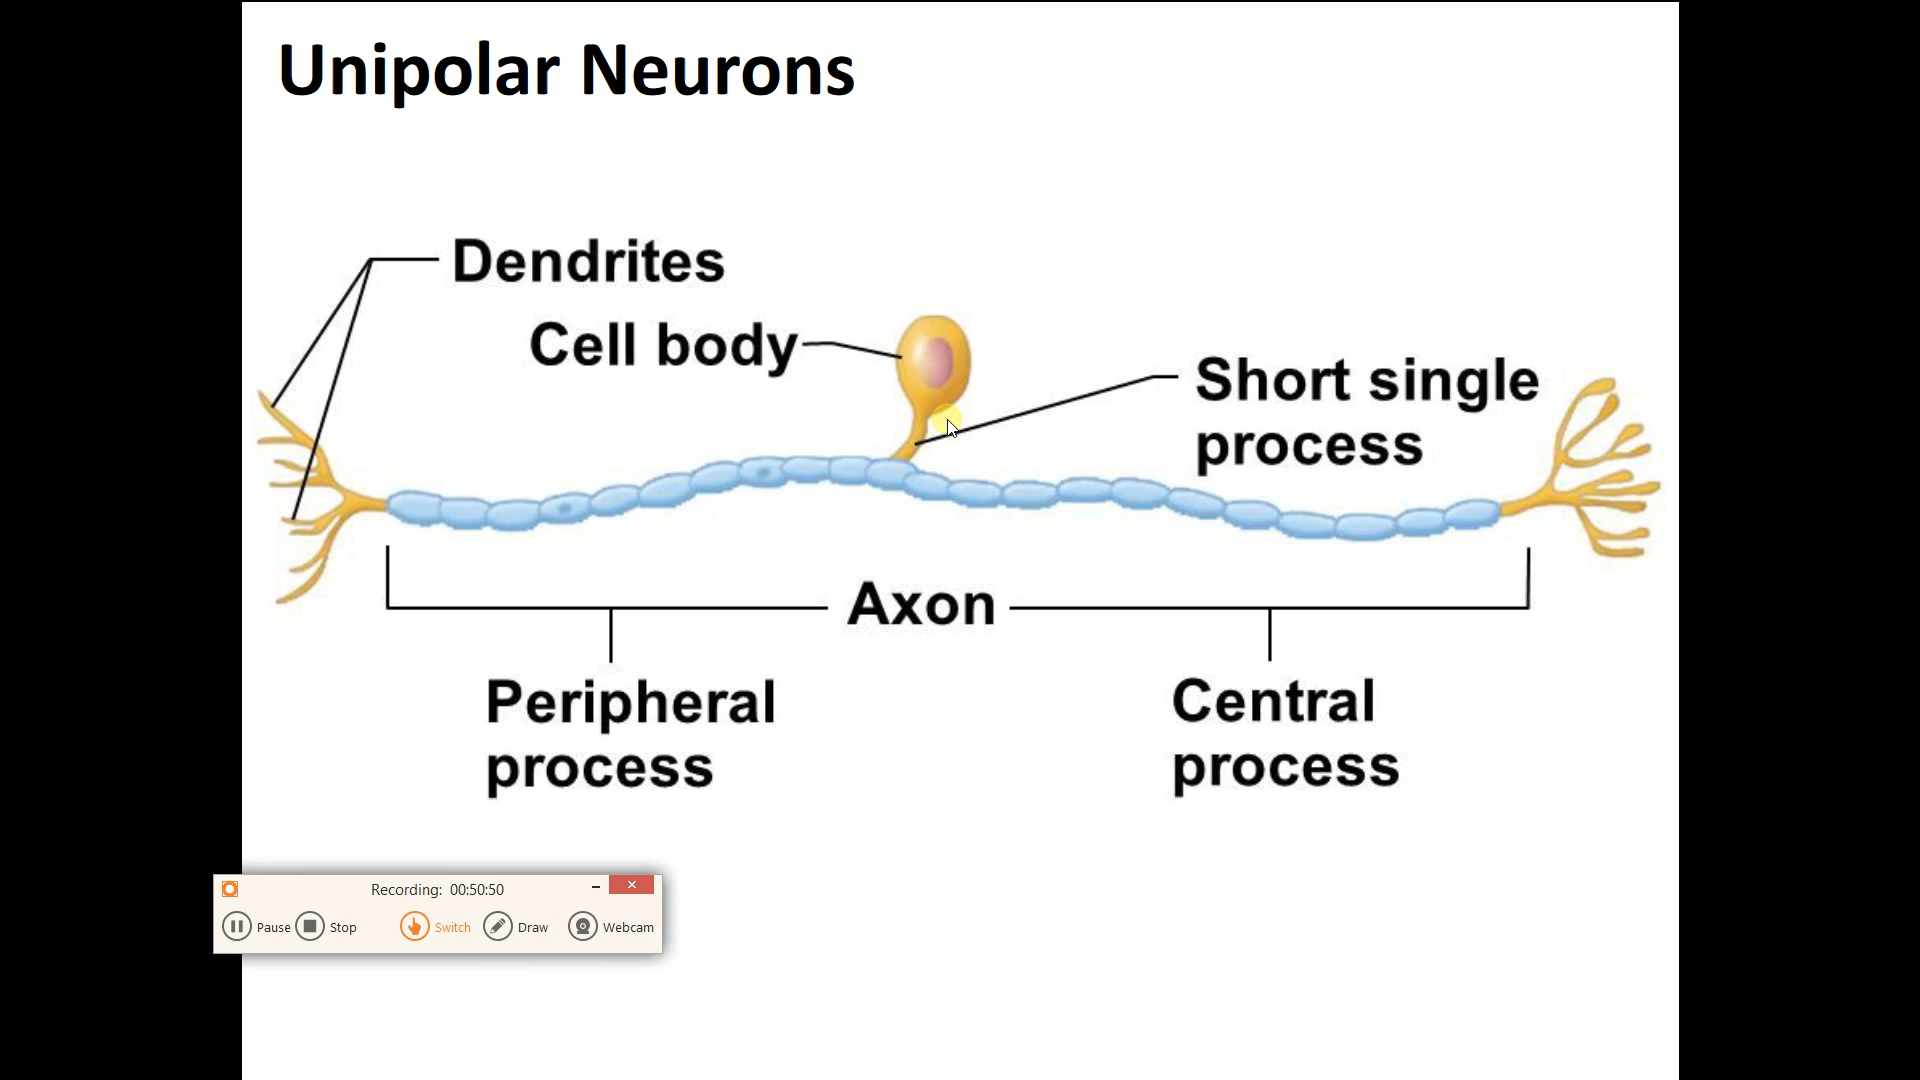 Unipolar Neurons
Dendrites
Cell body
Short single
process
Axon
Peripheral
process
Central
process
Recording: 00:50:50
Pause Stop Switch Draw Webcam